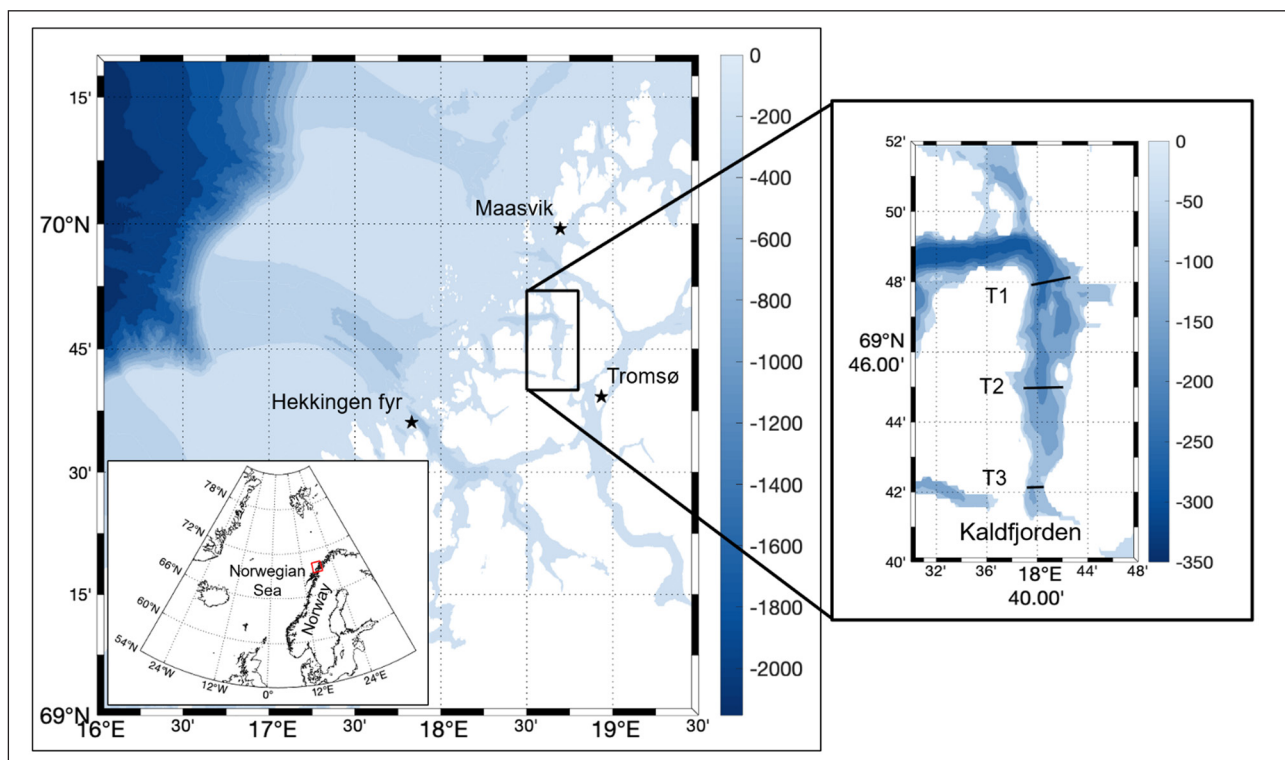 0
-200
-400
-600
-800
-1000
-1200
-1400
-1600
-1800
-2000
15'
70°N
45'
30'
15'
69°N
16°E
30'
17°E
30'
18°E
30'
19°E
30'
Maasvik
Tromsø
Hekkingen fyr
78°N
72°N
66°N
60°N
54°N
24°W
12°W
0°
12°E
24°E
Norwegian
Sea
Norway
52'
50'
48'
69°N
46.00'
44'
42'
40'
32'
36'
18°E
40.00'
44'
48'
T1
T2
T3
Kaldfjorden
0
-50
-100
-150
-200
-250
-300
-350